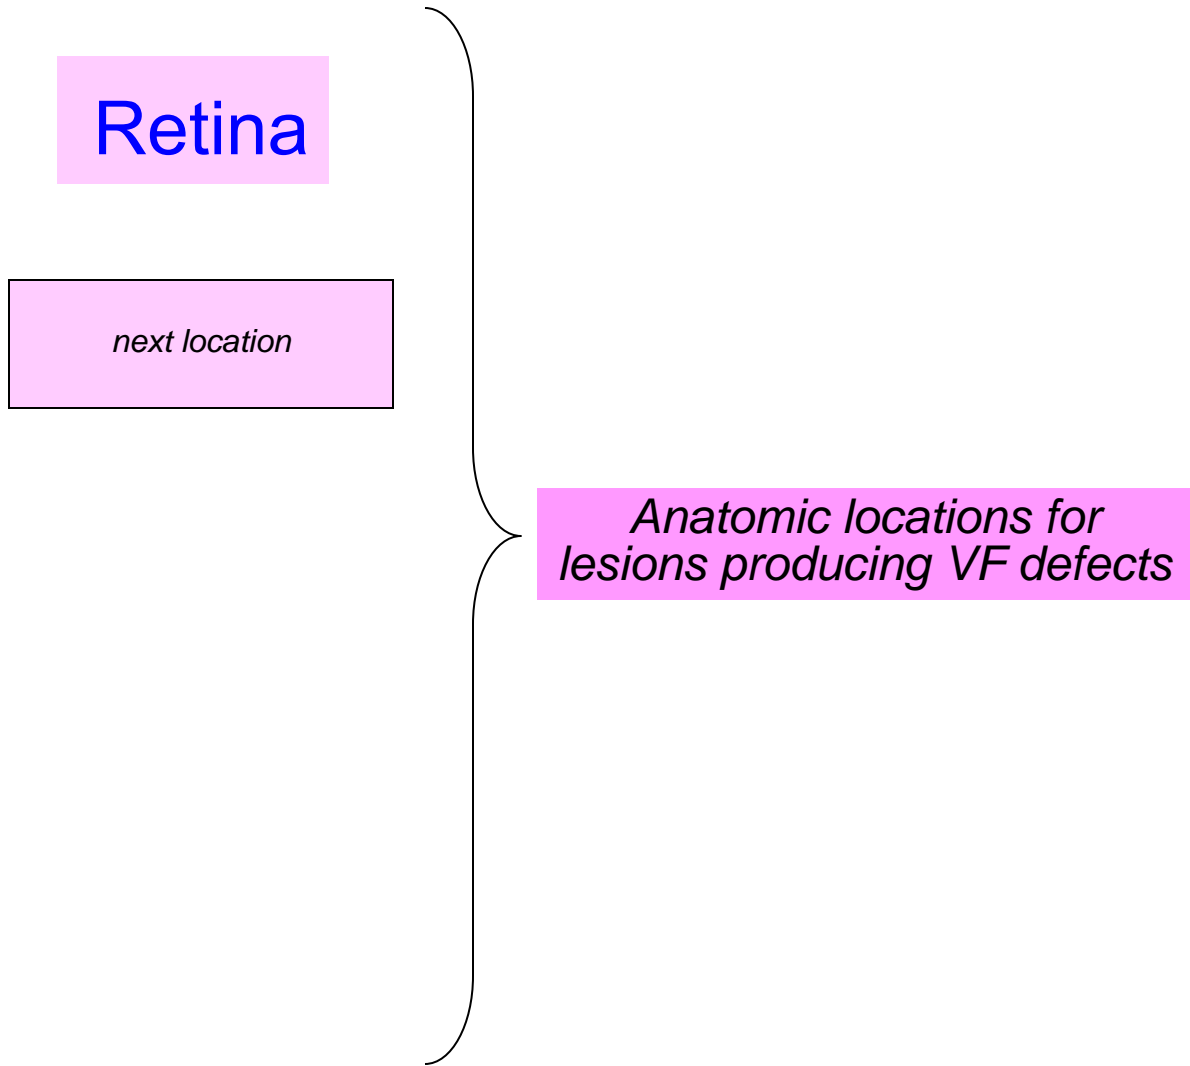 Retina
next location
Anatomic locations for
lesions producing VF defects